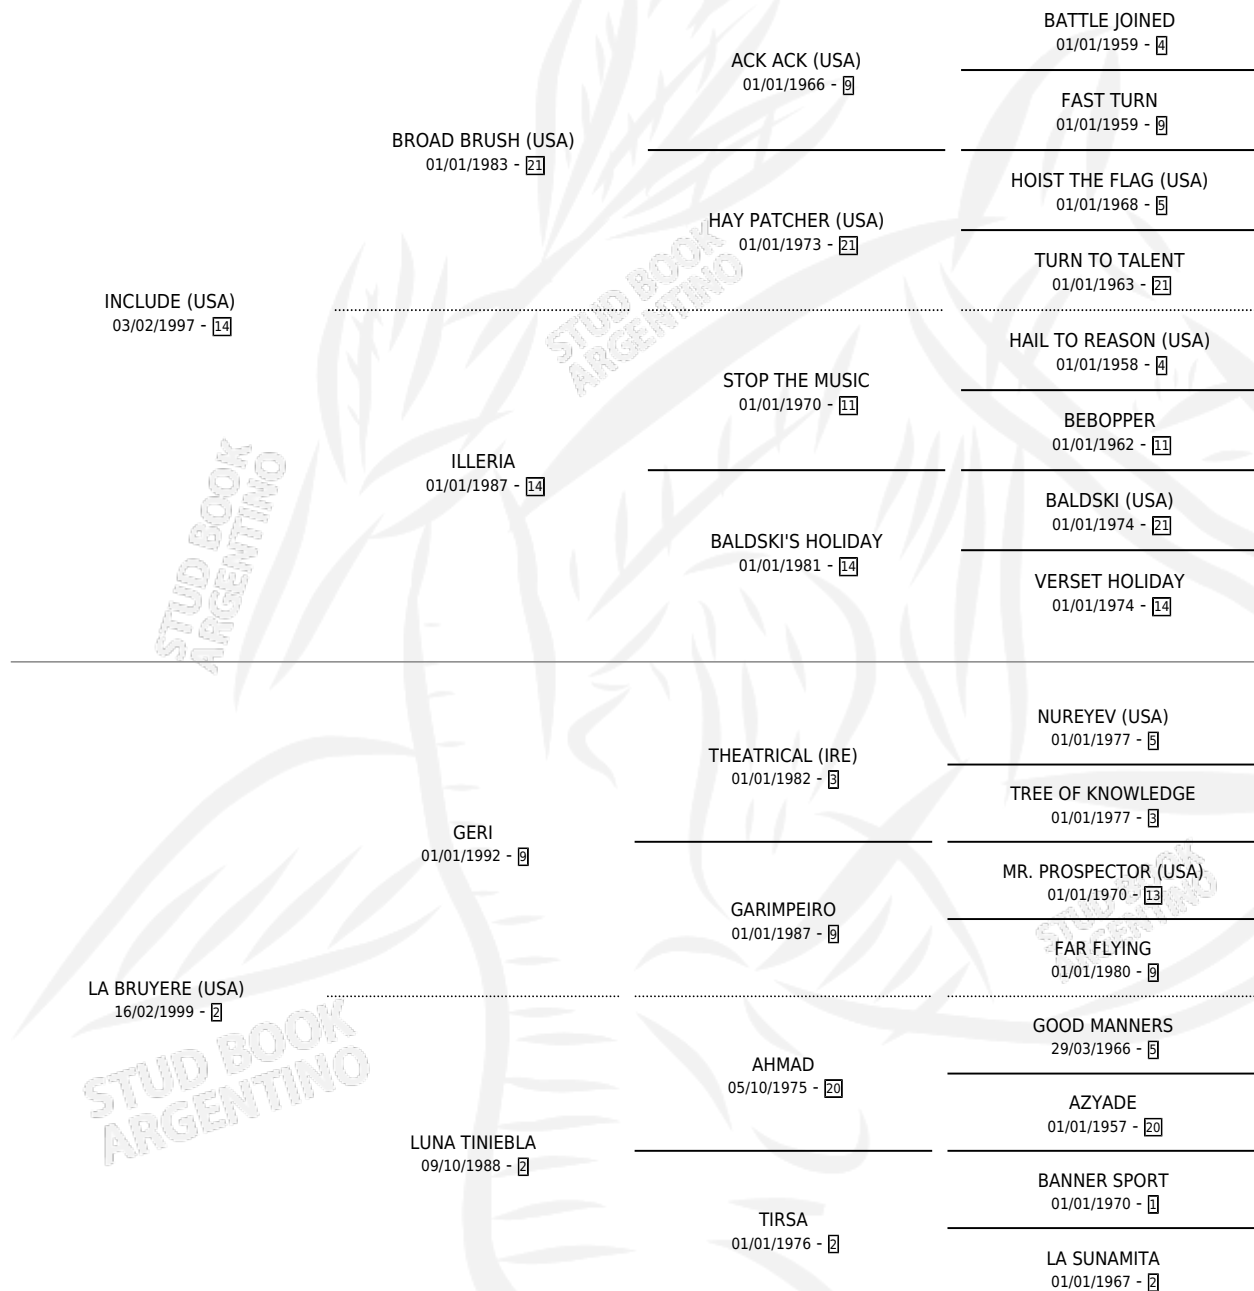 BATTLE JOINED
01/01/1959 - 4
ACK ACK (USA)
01/01/1966 - 9
FAST TURN
01/01/1959 - 9
BROAD BRUSH (USA)
01/01/1983 - 21
HOIST THE FLAG (USA)
01/01/1968 - 5
HAY PATCHER (USA)
01/01/1973 - 21
TURN TO TALENT
01/01/1963 - 21
INCLUDE (USA)
03/02/1997 - 14
HAIL TO REASON (USA)
01/01/1958 - 4
STOP THE MUSIC
01/01/1970 - 11
BEBOPPER
01/01/1962 - 11
ILLERIA
01/01/1987 - 14
BALDSKI (USA)
01/01/1974 - 21
BALDSKI'S HOLIDAY
01/01/1981 - 14
VERSET HOLIDAY
01/01/1974 - 14
NUREYEV (USA)
01/01/1977 - 5
THEATRICAL (IRE)
01/01/1982 - 3
TREE OF KNOWLEDGE
01/01/1977 - 3
GERI
01/01/1992 - 9
MR. PROSPECTOR (USA)
01/01/1970 - 13
GARIMPEIRO
01/01/1987 - 9
FAR FLYING
01/01/1980 - 9
LA BRUYERE (USA)
16/02/1999 - 2
GOOD MANNERS
29/03/1966 - 5
AHMAD
05/10/1975 - 20
AZYADE
01/01/1957 - 20
LUNA TINIEBLA
09/10/1988 - 2
BANNER SPORT
01/01/1970 - 1
TIRSA
01/01/1976 - 2
LA SUNAMITA
01/01/1967 - 2
STUD BOOK
ARGENTINO
STUD BOOK
ARGENTINO
STUD BOOK
ARGENTINO
STUD BOOK
ARGENTINO